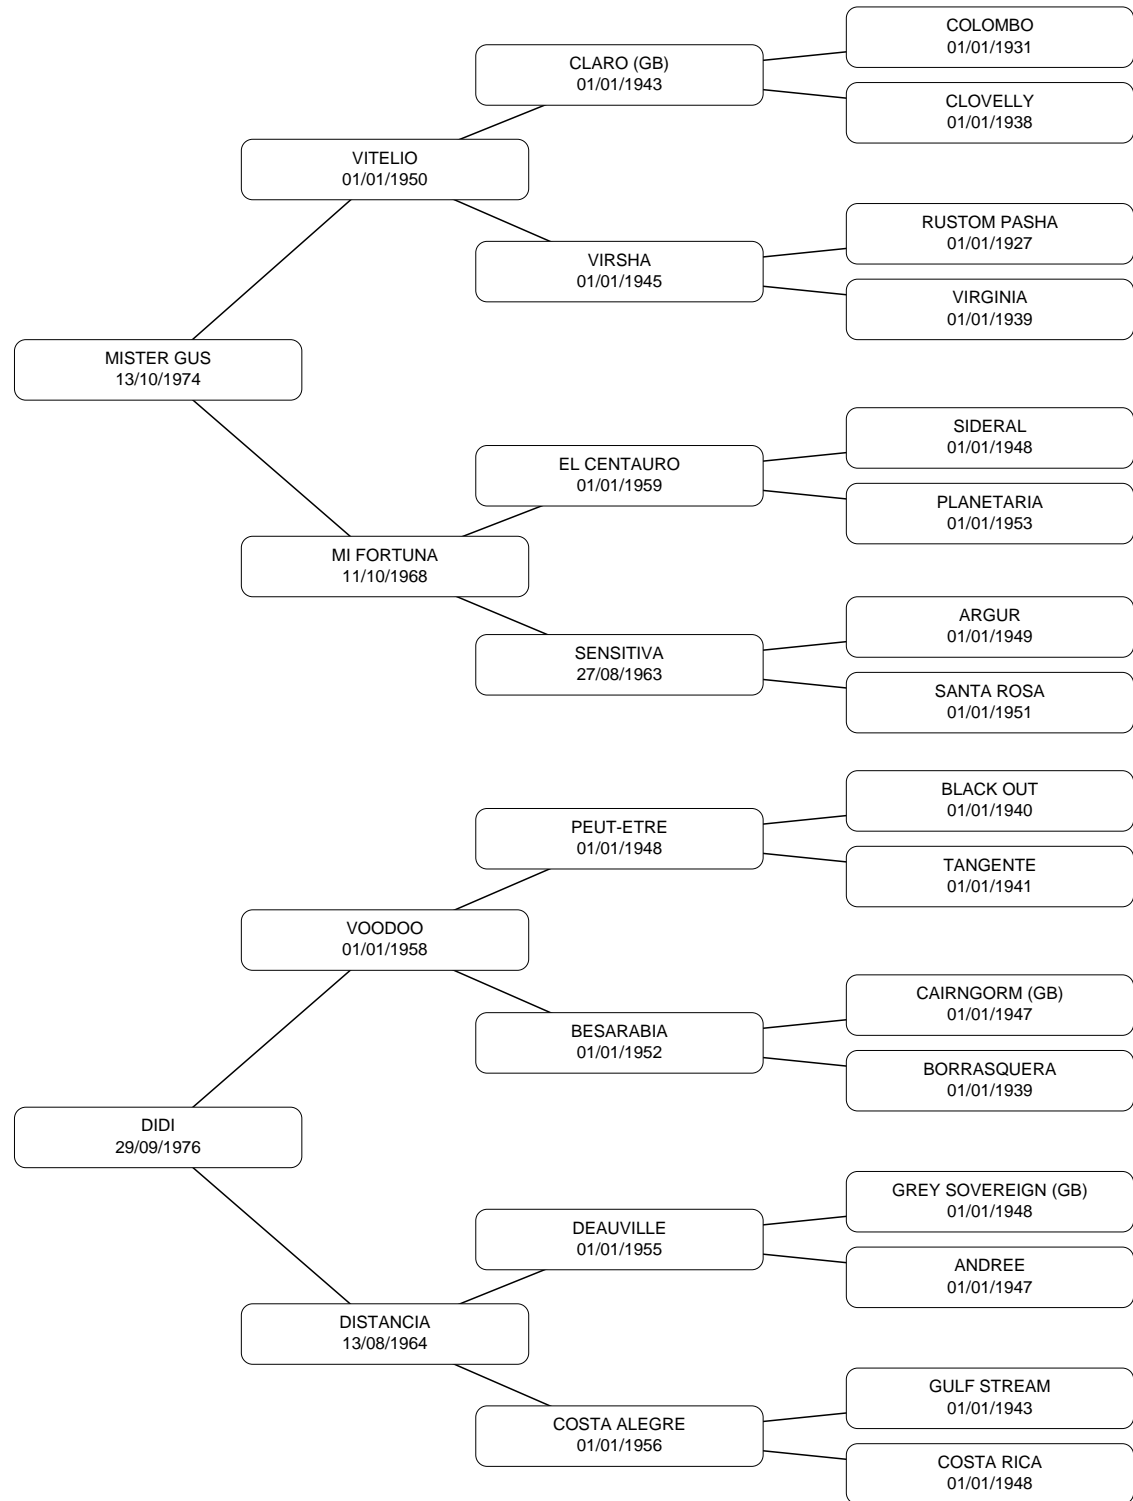 COLOMBO
01/01/1931
CLARO (GB)
01/01/1943
CLOVELLY
01/01/1938
VITELIO
01/01/1950
RUSTOM PASHA
01/01/1927
VIRSHA
01/01/1945
VIRGINIA
01/01/1939
MISTER GUS
13/10/1974
SIDERAL
01/01/1948
EL CENTAURO
01/01/1959
PLANETARIA
01/01/1953
MI FORTUNA
11/10/1968
ARGUR
01/01/1949
SENSITIVA
27/08/1963
SANTA ROSA
01/01/1951
BLACK OUT
01/01/1940
PEUT-ETRE
01/01/1948
TANGENTE
01/01/1941
VOODOO
01/01/1958
CAIRNGORM (GB)
01/01/1947
BESARABIA
01/01/1952
BORRASQUERA
01/01/1939
DIDI
29/09/1976
GREY SOVEREIGN (GB)
01/01/1948
DEAUVILLE
01/01/1955
ANDREE
01/01/1947
DISTANCIA
13/08/1964
GULF STREAM
01/01/1943
COSTA ALEGRE
01/01/1956
COSTA RICA
01/01/1948